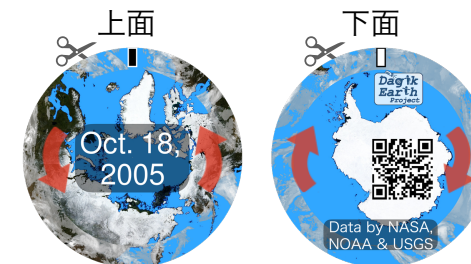 上面
下面
Oct. 18,
2005
Dagik
Earth
Project
Data by NASA,
NOAA & USGS